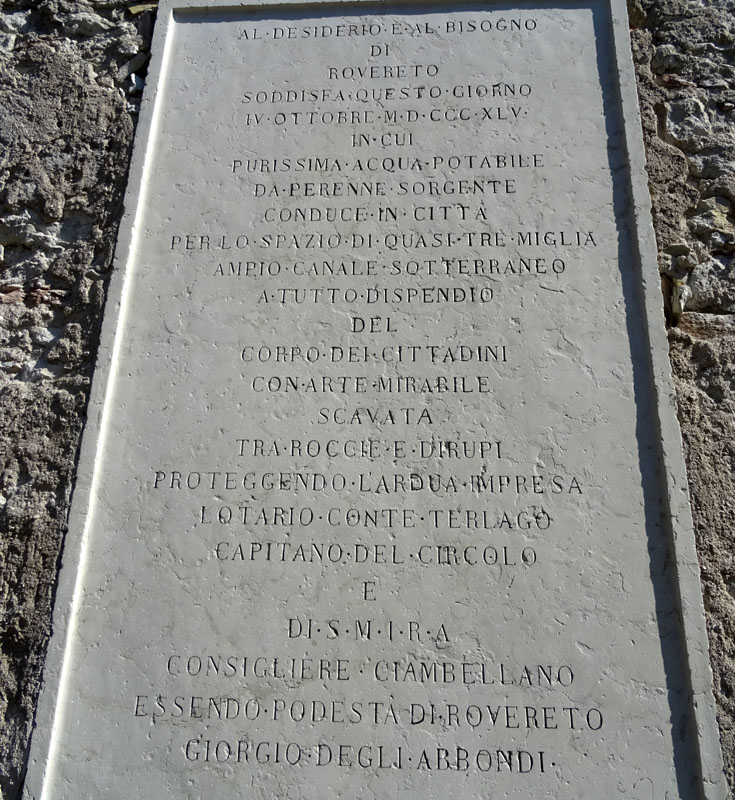 AL·DESIDERIO·E·AL·BISOGNO
DI
ROVERETO
SODDISFA·QUESTO·GIORNO
IV·OTTOBRE·M·D·CCC·XLV·
IN·CUI
PURISSIMA·ACQUA·POTABILE
DA·PERENNE·SORGENTE
CONDUCE·IN·CITTÀ
PER·LO·SPAZIO·DI·QUASI·TRE·MIGLIA
AMPIO·CANALE·SOTTERRANEO
A·TUTTO·DISPENDIO
DEL
CORPO·DEI·CITTADINI
CON·ARTE·MIRABILE
SCAVATA
TRA·ROCCIE·E·DIRUPI
PROTEGGENDO·L'ARDUA·IMPRESA
LOTARIO·CONTE·TERLAGO
CAPITANO·DEL·CIRCOLO
E
DI·S·M·I·R·A
CONSIGLIERE·CIAMBELLANO
ESSENDO·PODESTÀ·DI·ROVERETO
GIORGIO·DEGLI·ABBONDI·